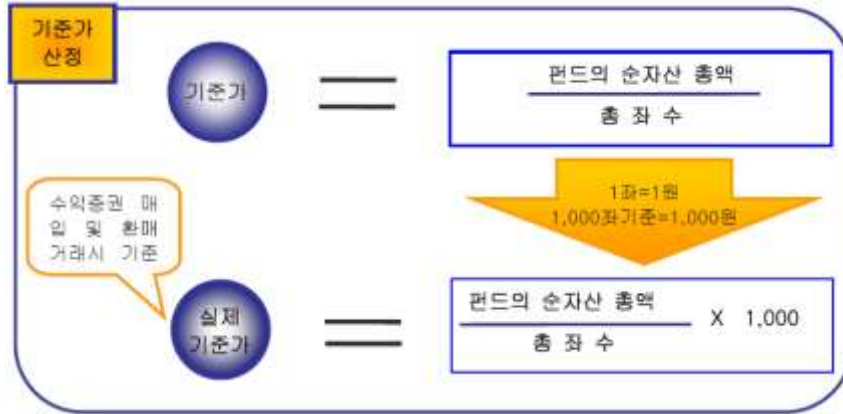 기준가
산정
기준가
펀드의 순자산 총액
총 좌 수
1좌=1원
1,000좌기준=1,000원
수익증권 매
입 및 환매
거래시 기준
실제
기준가
펀드의 순자산 총액
X 1,000
총 좌 수